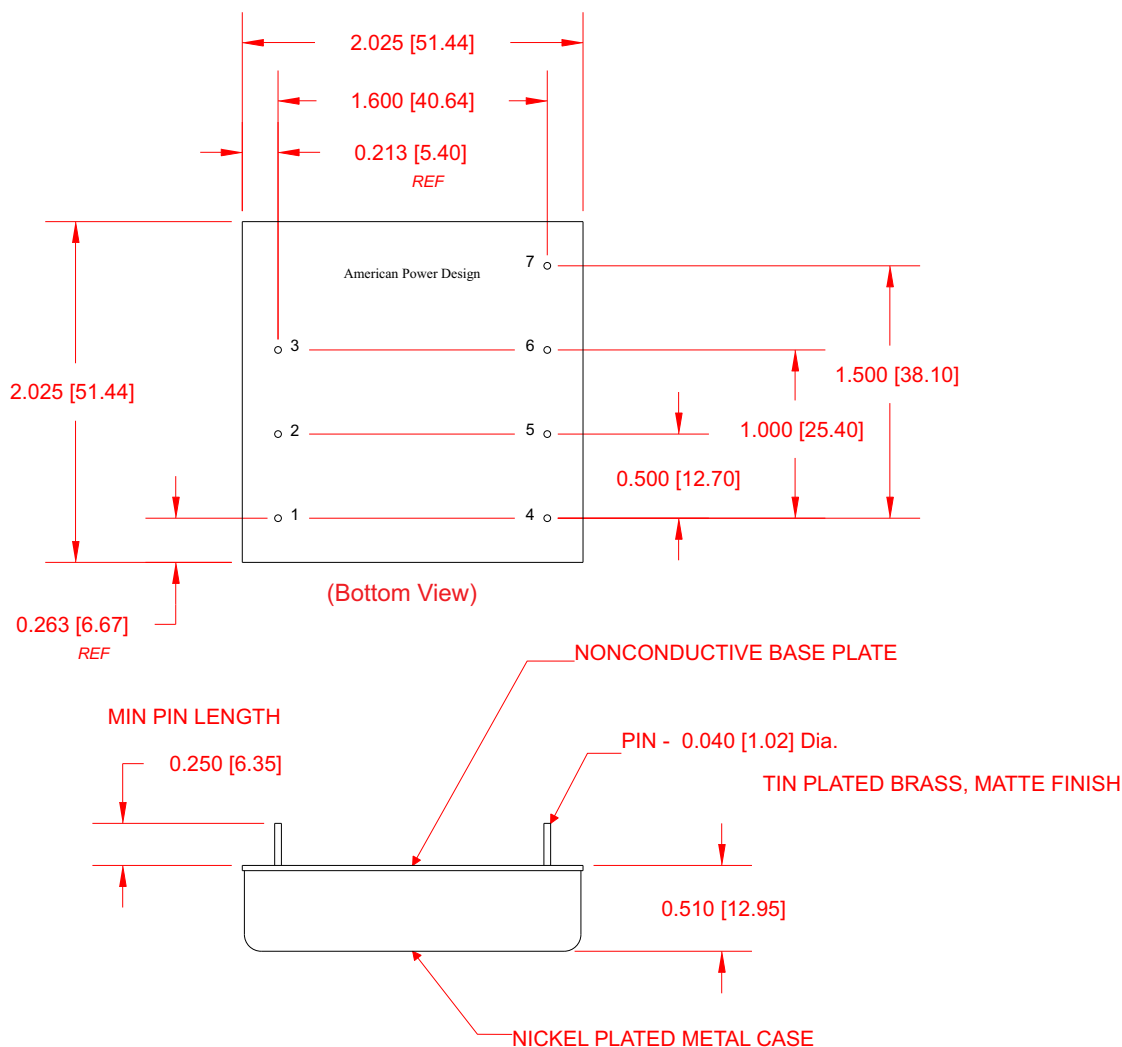 2.025 [51.44]
1.600 [40.64]
0.213 [5.40]
REF
American Power Design
7
3
6
2.025 [51.44]
1.500 [38.10]
2
5
1.000 [25.40]
0.500 [12.70]
1
4
(Bottom View)
0.263 [6.67]
REF
NONCONDUCTIVE BASE PLATE
MIN PIN LENGTH
0.250 [6.35]
PIN - 0.040 [1.02] Dia.
TIN PLATED BRASS, MATTE FINISH
0.510 [12.95]
NICKEL PLATED METAL CASE